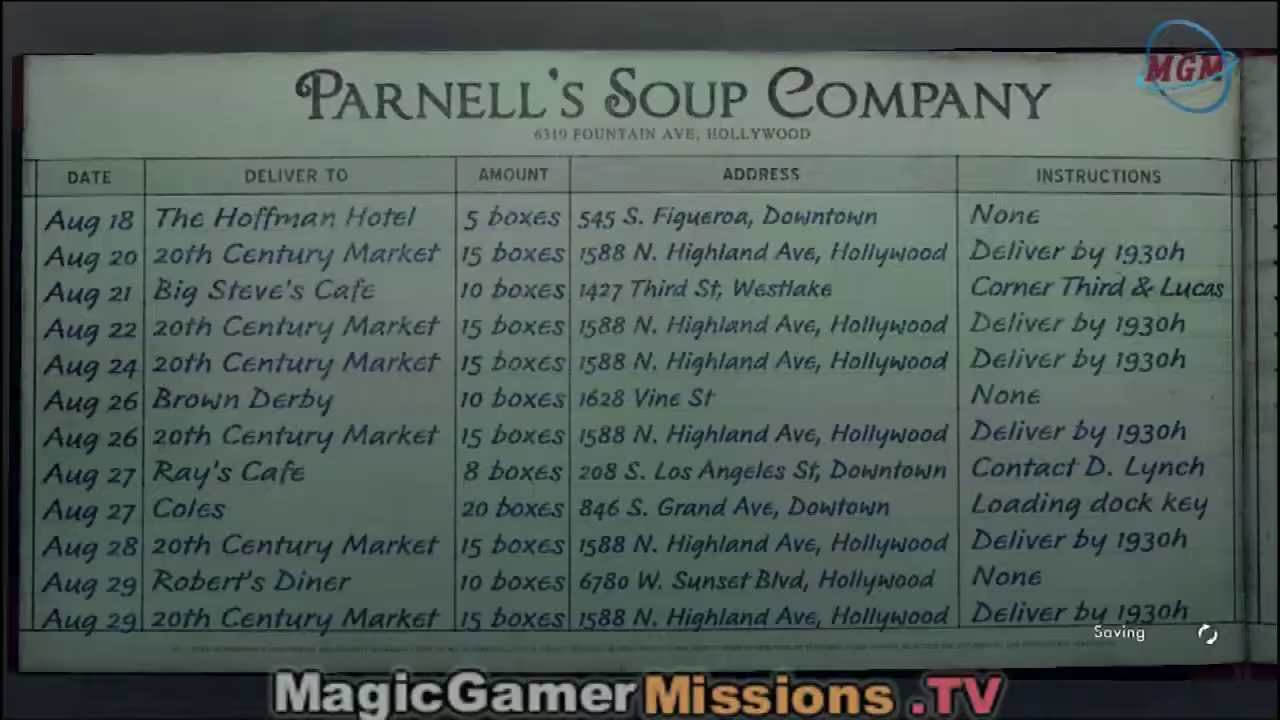 MGM
PARNELL'S SOUP COMPANY
6319 FOUNTAIN AVE, HOLLYWOOD
DATE DELIVER TO AMOUNT ADDRESS INSTRUCTIONS
Aug 18 The Hoffman Hotel 5 boxes 545 S. Figueroa, Downtown None
Aug 20 20th Century Market 15 boxes 1588 N. Highland Ave, Hollywood Deliver by 1930h
Aug 21 Big Steve's Cafe 10 boxes 1427 Third St, Westlake Corner Third & Lucas
Aug 22 20th Century Market 15 boxes 1588 N. Highland Ave, Hollywood Deliver by 1930h
Aug 24 20th Century Market 15 boxes 1588 N. Highland Ave, Hollywood Deliver by 1930h
Aug 26 Brown Derby 10 boxes 1628 Vine St None
Aug 26 20th Century Market 15 boxes 1588 N. Highland Ave, Hollywood Deliver by 1930h
Aug 27 Ray's Cafe 8 boxes 208 S. Los Angeles St, Downtown Contact D. Lynch
Aug 27 Coles 20 boxes 846 S. Grand Ave, Dowtown Loading dock key
Aug 28 20th Century Market 15 boxes 1588 N. Highland Ave, Hollywood Deliver by 1930h
Aug 29 Robert's Diner 10 boxes 6780 W. Sunset Blvd, Hollywood None
Aug 29 20th Century Market 15 boxes 1588 N. Highland Ave, Hollywood Deliver by 1930h
Saving
MagicGamerMissions.TV